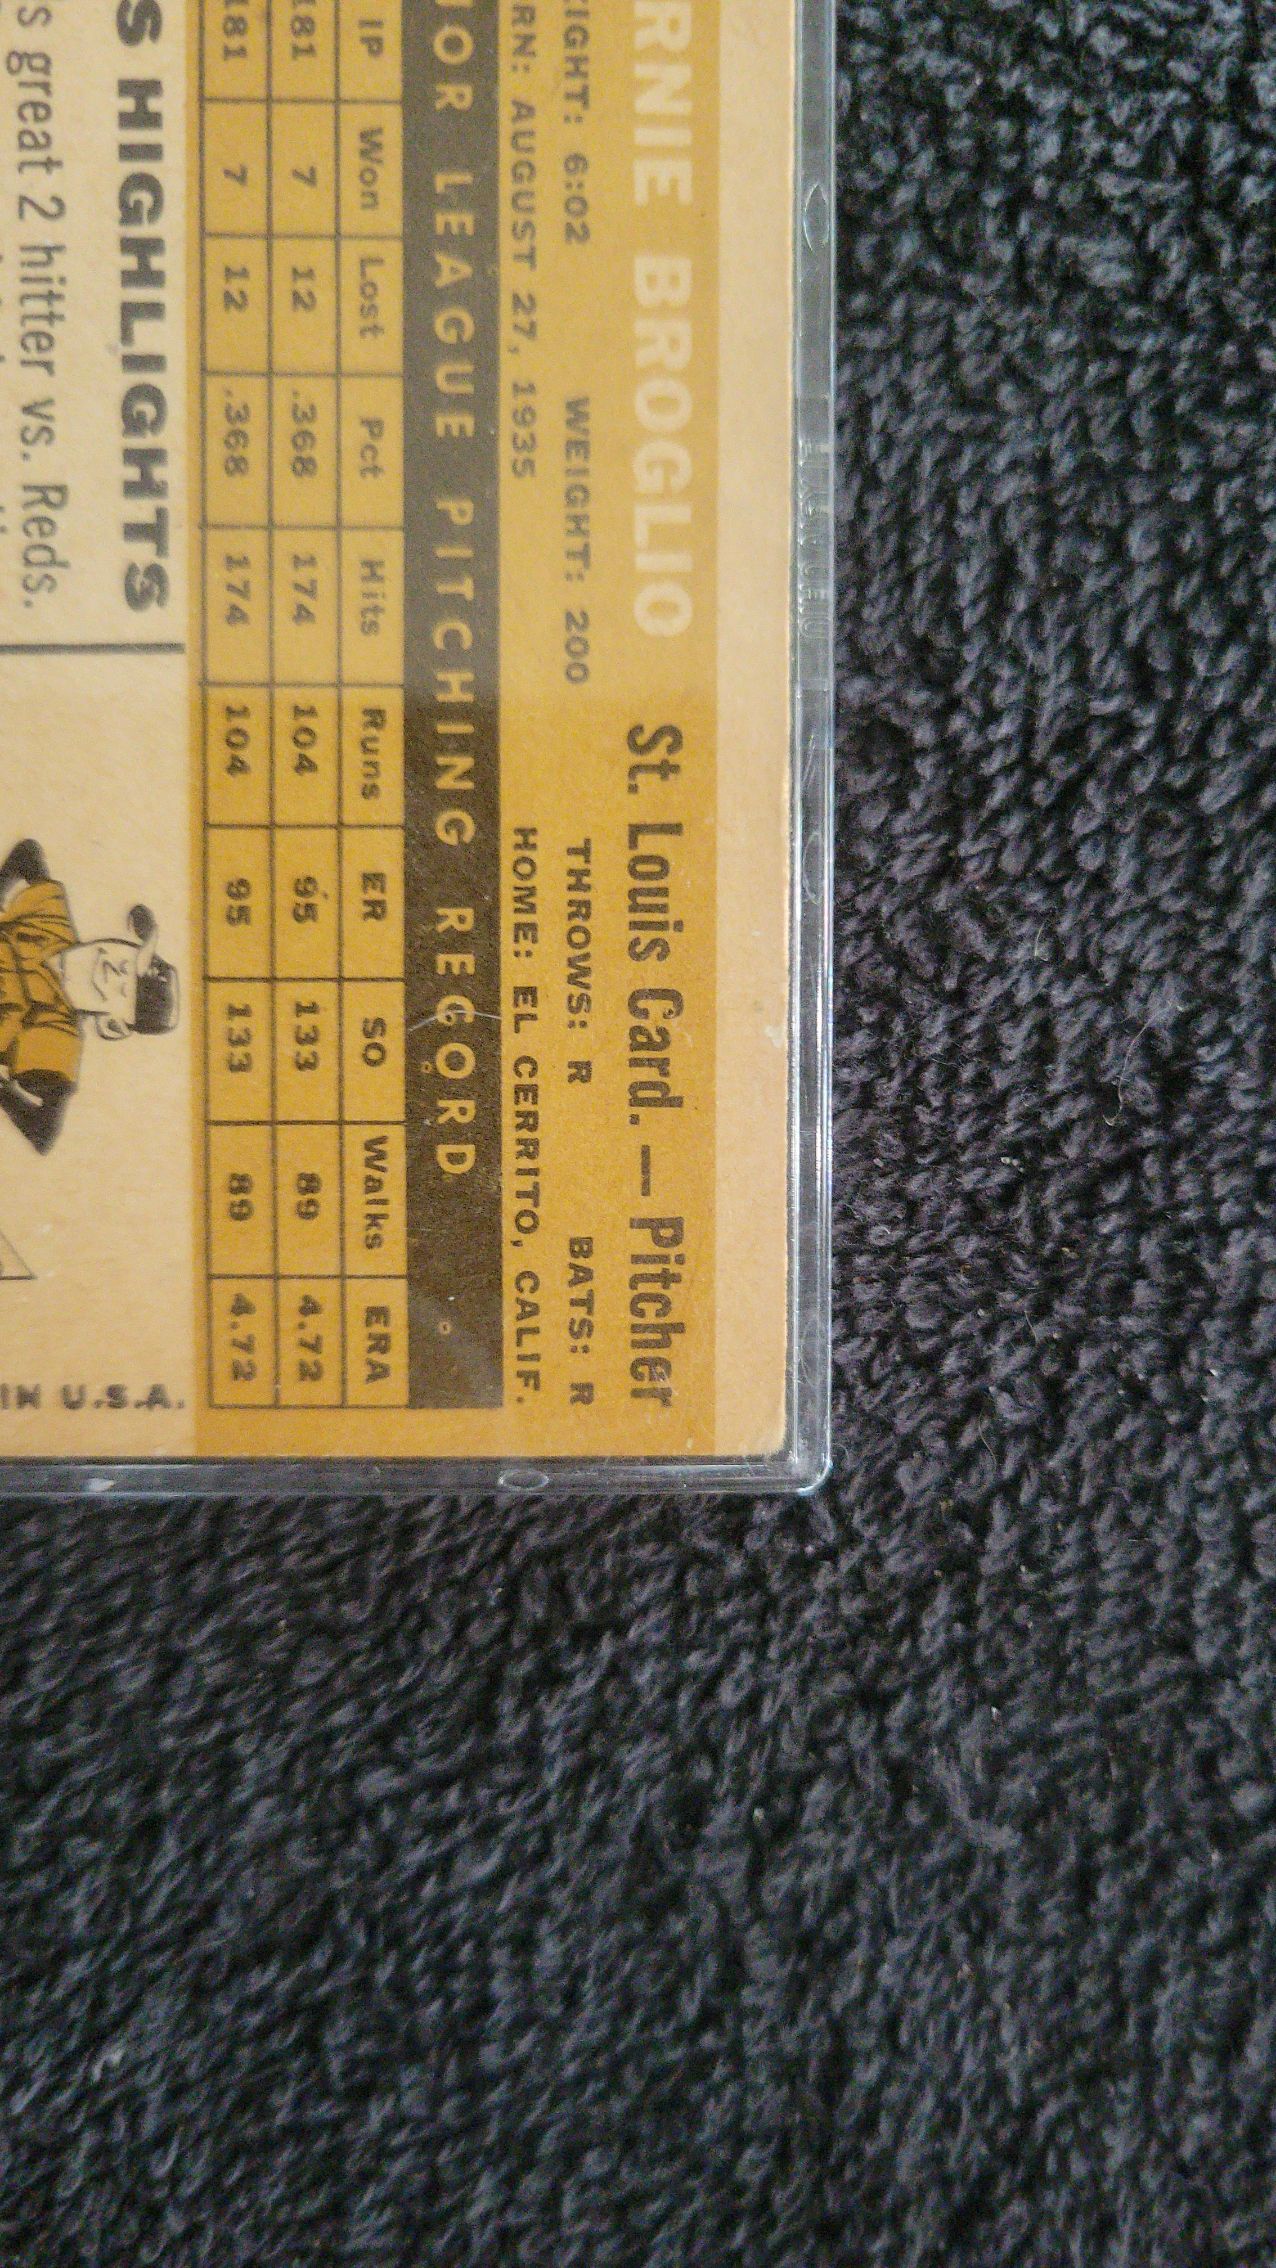 RNIE BROGLIO St. Louis Card. — Pitcher
EIGHT: 6:02 WEIGHT: 200 THROWS: R BATS: R
RN: AUGUST 27, 1935 HOME: EL CERRITO, CALIF.
JOR LEAGUE PITCHING RECORD
IP Won Lost Pct Hits Runs ER SO Walks ERA
181 7 12 .368 174 104 95 133 89 4.72
181 7 12 .368 174 104 95 133 89 4.72
S HIGHLIGHTS
's great 2 hitter vs. Reds.
IN U.S.A.